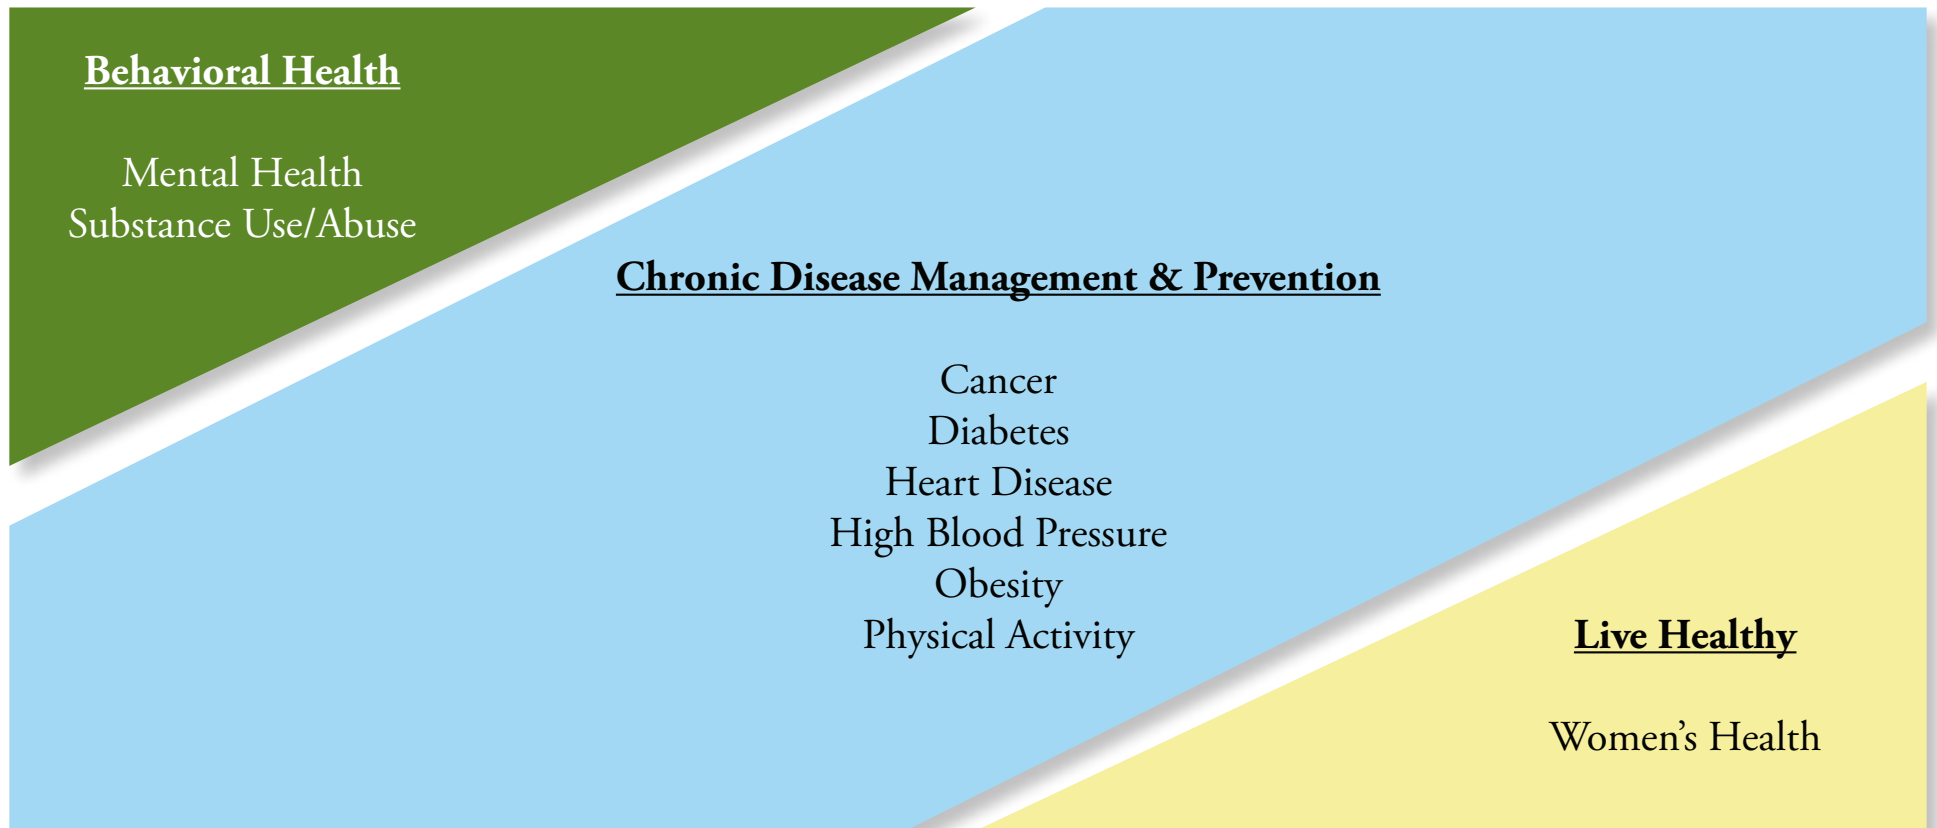 Behavioral Health
Mental Health
Substance Use/Abuse
Chronic Disease Management & Prevention
Cancer
Diabetes
Heart Disease
High Blood Pressure
Obesity
Physical Activity
Live Healthy
Women’s Health